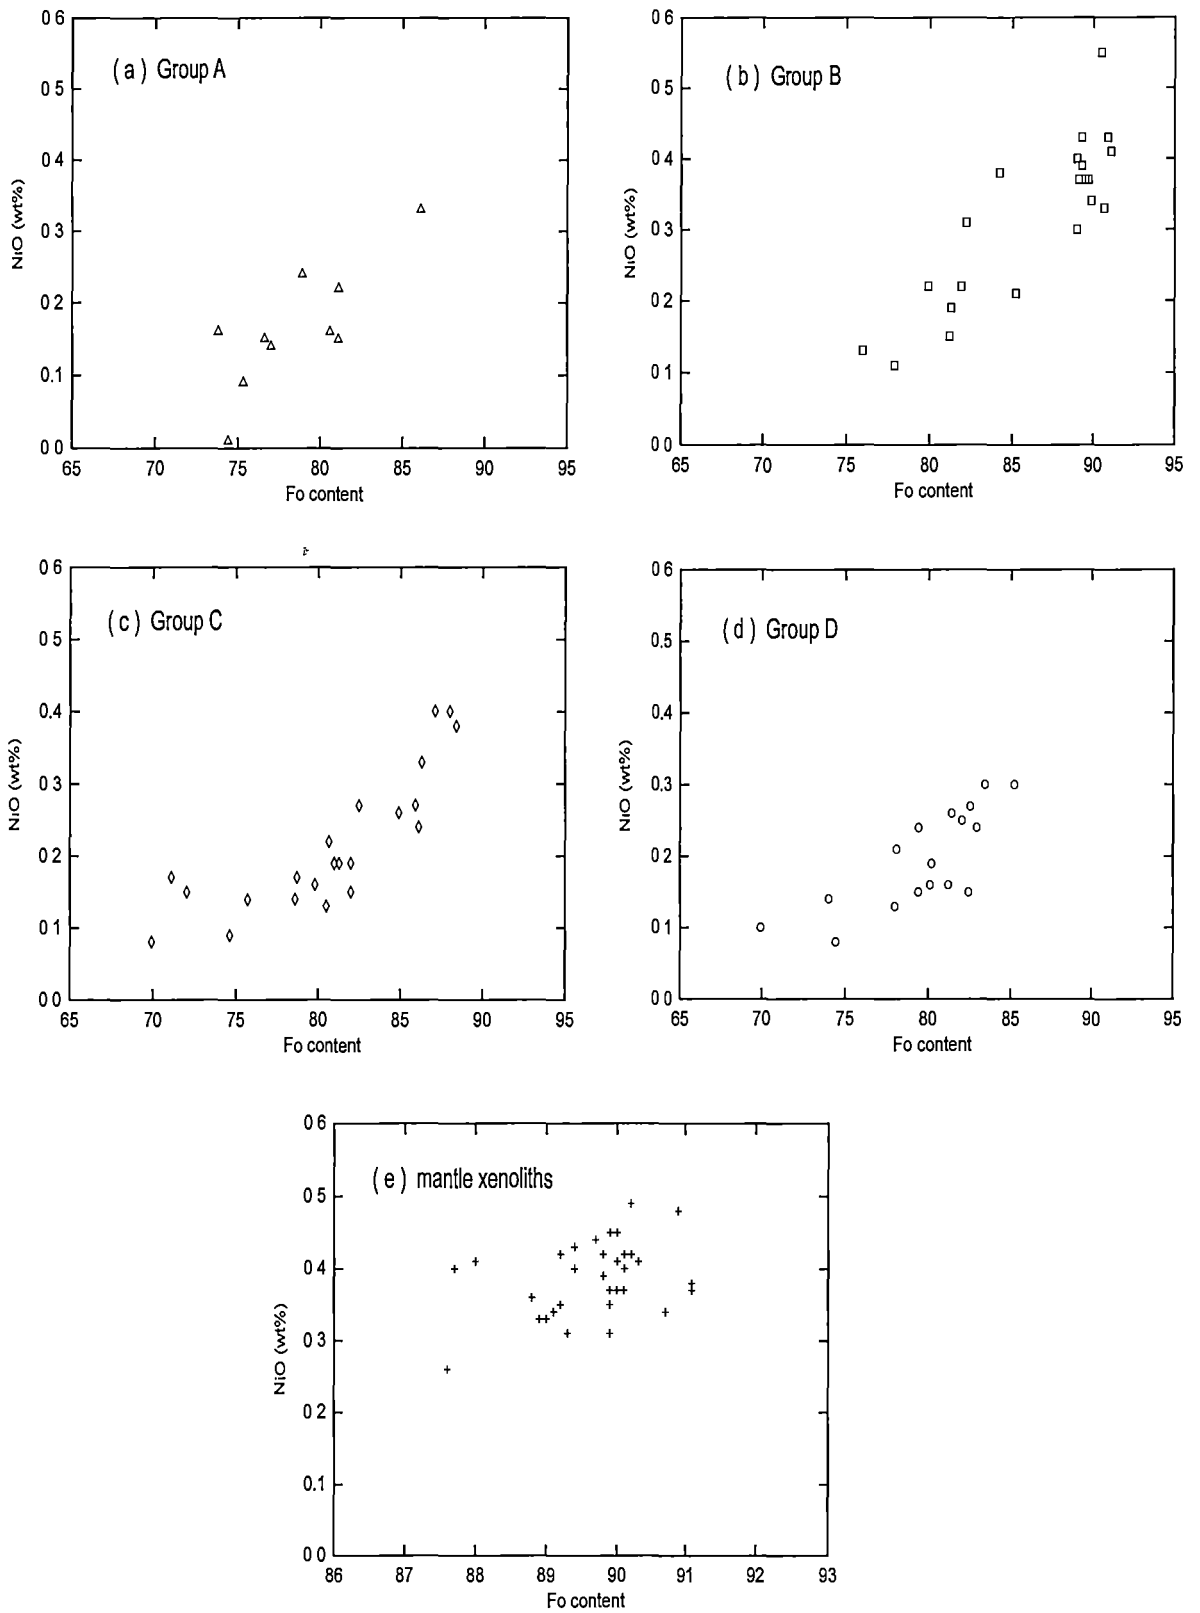 0 6
0 5
0 4
0 3
0 2
0 1
0 0
NiO (wt%)
( a ) Group A
65 70 75 80 85 90 95
Fo content
0 6
0 5
0 4
0 3
0 2
0 1
0 0
NiO (wt%)
( b ) Group B
65 70 75 80 85 90 95
Fo content
0 6
0 5
0 4
0 3
0 2
0 1
0 0
NiO (wt%)
( c ) Group C
65 70 75 80 85 90 95
Fo content
0 6
0 5
0 4
0 3
0 2
0 1
0 0
NiO (wt%)
( d ) Group D
65 70 75 80 85 90 95
Fo content
0 6
0 5
0 4
0 3
0 2
0 1
0 0
NiO (wt%)
( e ) mantle xenoliths
86 87 88 89 90 91 92 93
Fo content